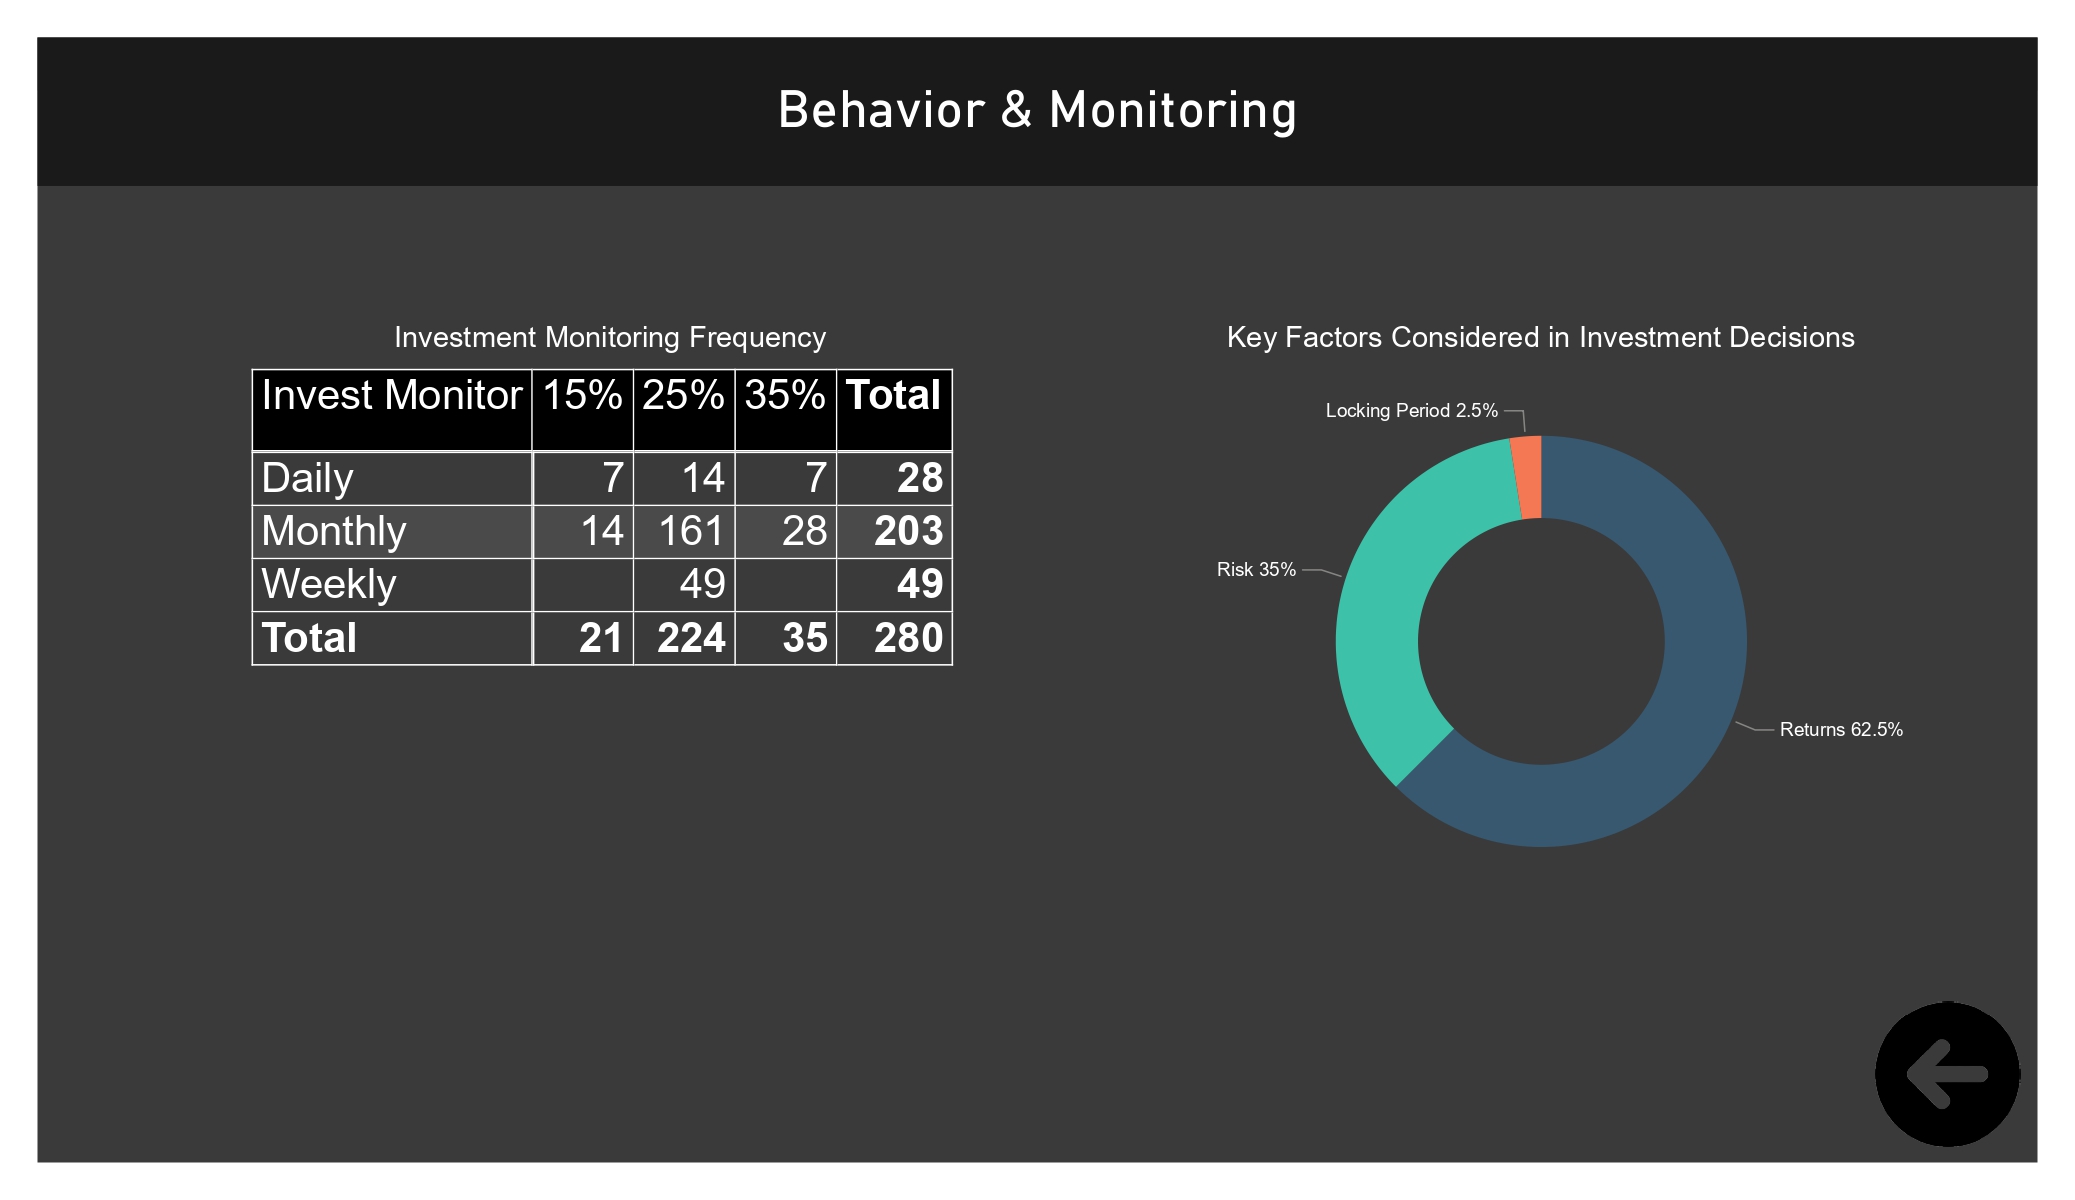 Behavior & Monitoring
Investment Monitoring Frequency
Invest Monitor 15% 25% 35% Total
Daily 7 14 7 28
Monthly 14 161 28 203
Weekly 49 49
Total 21 224 35 280
Key Factors Considered in Investment Decisions
Locking Period 2.5%
Risk 35%
Returns 62.5%